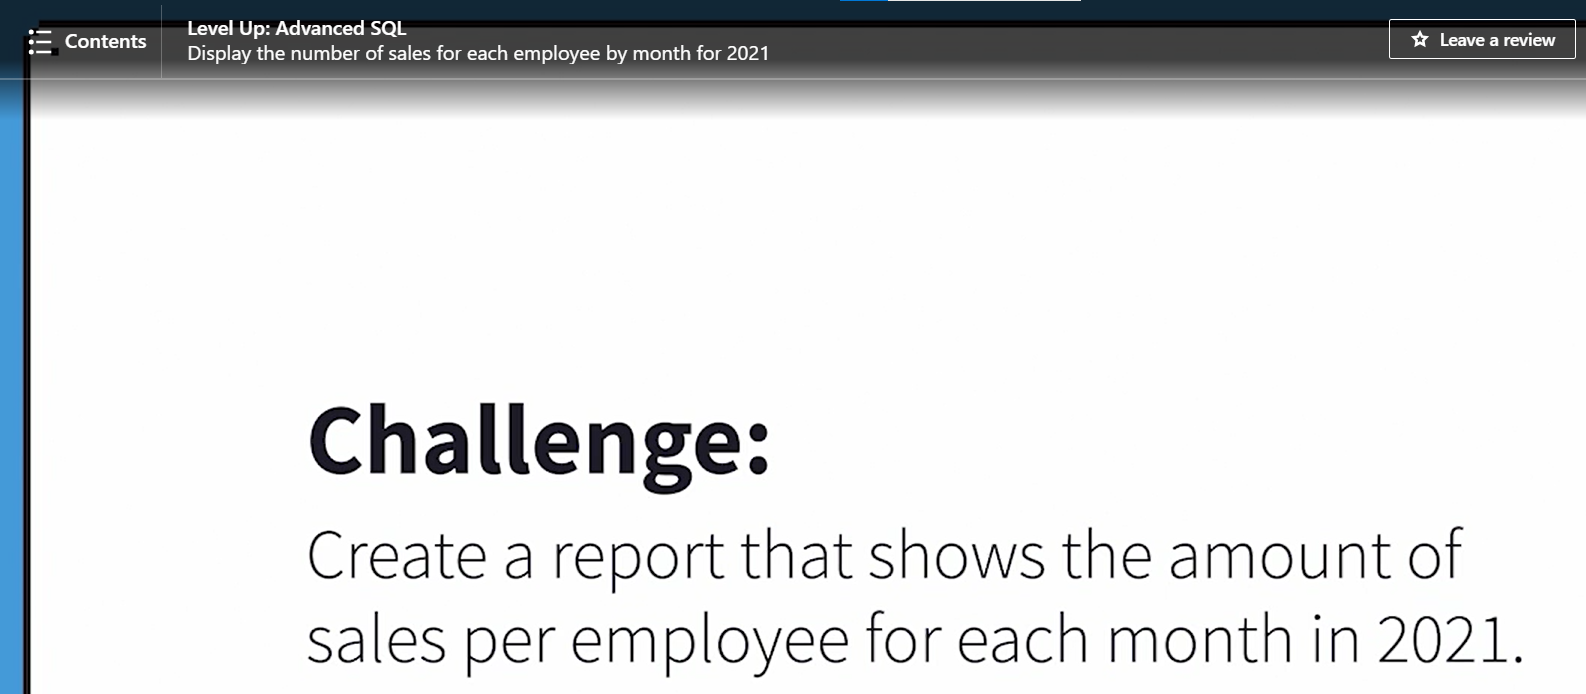 Contents
Level Up: Advanced SQL
Display the number of sales for each employee by month for 2021
Leave a review
Challenge:
Create a report that shows the amount of
sales per employee for each month in 2021.